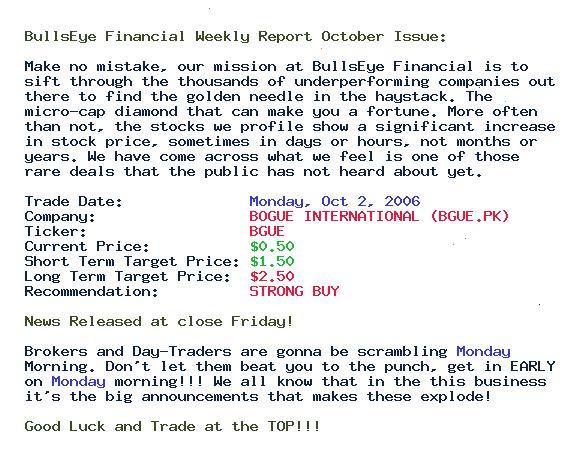 BullsEye Financial Weekly Report October Issue:
Make no mistake, our mission at BullsEye Financial is to
sift through the thousands of underperforming companies out
there to find the golden needle in the haystack. The
micro-cap diamond that can make you a fortune. More often
than not, the stocks we profile show a significant increase
in stock price, sometimes in days or hours, not months or
years. We have come across what we feel is one of those
rare deals that the public has not heard about yet.
Trade Date: Monday, Oct 2, 2006
Company: BOGUE INTERNATIONAL (BGUE.PK)
Ticker: BGUE
Current Price: $0.50
Short Term Target Price: $1.50
Long Term Target Price: $2.50
Recommendation: STRONG BUY
News Released at close Friday!
Brokers and Day-Traders are gonna be scrambling Monday
Morning. Don't let them beat you to the punch, get in EARLY
on Monday morning!!! We all know that in the this business
it's the big announcements that makes these explode!
Good Luck and Trade at the TOP!!!